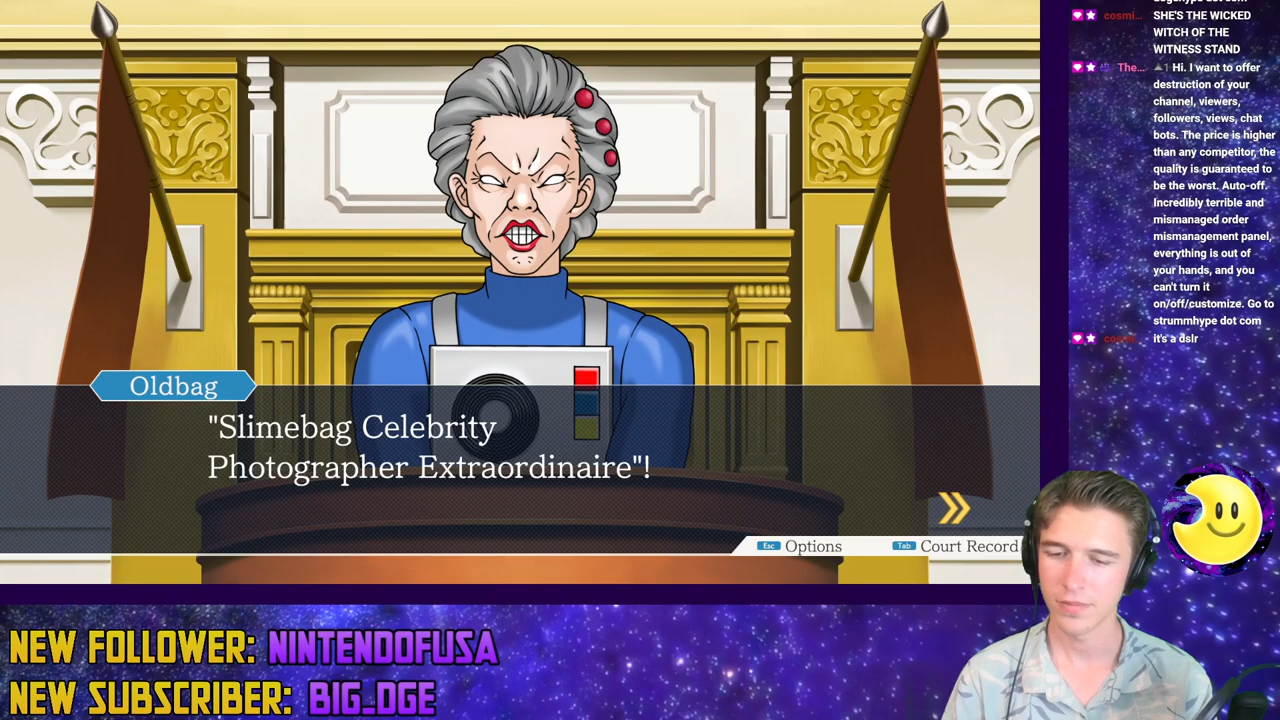 SHE'S THE WICKED
WITCH OF THE
WITNESS STAND
The... 1 Hi. I want to offer
destruction of your
channel, viewers,
followers, views, chat
bots. The price is higher
than any competitor, the
quality is guaranteed to
be the worst. Auto-off.
Incredibly terrible and
mismanaged order
mismanagement panel,
everything is out of
your hands, and you
can't turn it
on/off/customize. Go to
strummhype dot com
it's a dslr
cosmi...
Oldbag
"Slimebag Celebrity
Photographer Extraordinaire"!
Esc Options
Tab Court Record
NEW FOLLOWER: NINTENDOFUSA
NEW SUBSCRIBER: BIG_DGE